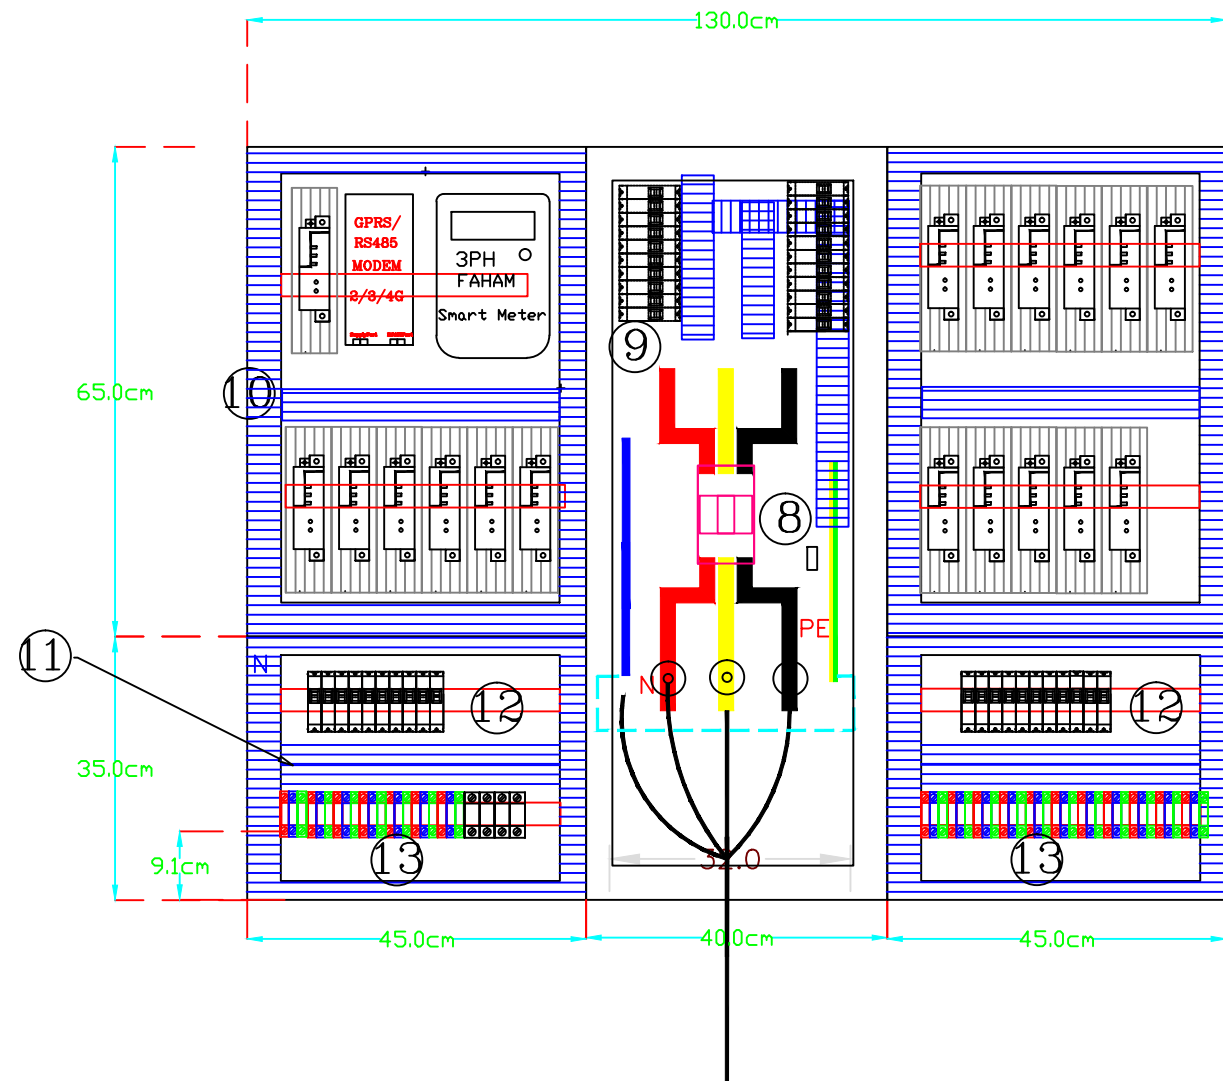 130.0cm
GPRS/
RS485
MODEM
2/3/4G
3PH
FAHAM
Smart Meter
9
10
65.0cm
8
PE
11
N
N
12
12
35.0cm
13
13
9.1cm
32.0
45.0cm
40.0cm
45.0cm